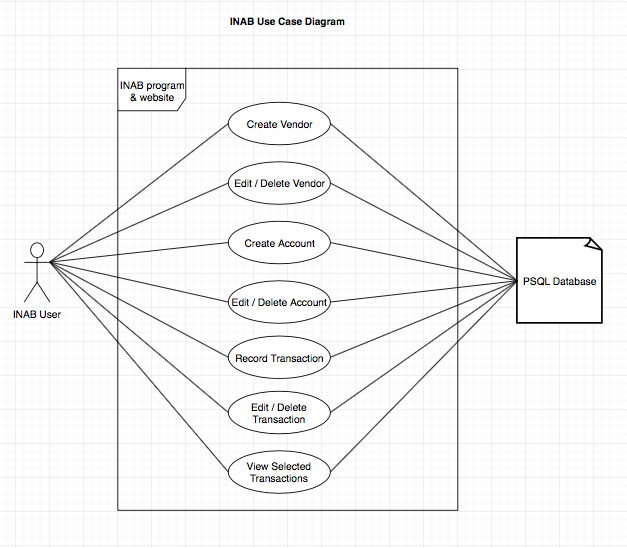 INAB Use Case Diagram
INAB program
& website
Create Vendor
Edit / Delete Vendor
Create Account
Edit / Delete Account
Record Transaction
Edit / Delete
Transaction
View Selected
Transactions
INAB User
PSQL Database